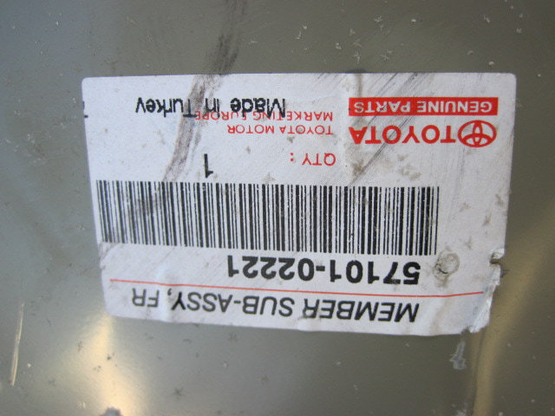 MEMBER SUB-ASSY, FR
57101-02221
QTY: 1
TOYOTA
GENUINE PARTS
TOYOTA MOTOR
MARKETING EUROPE
Made in Turkey